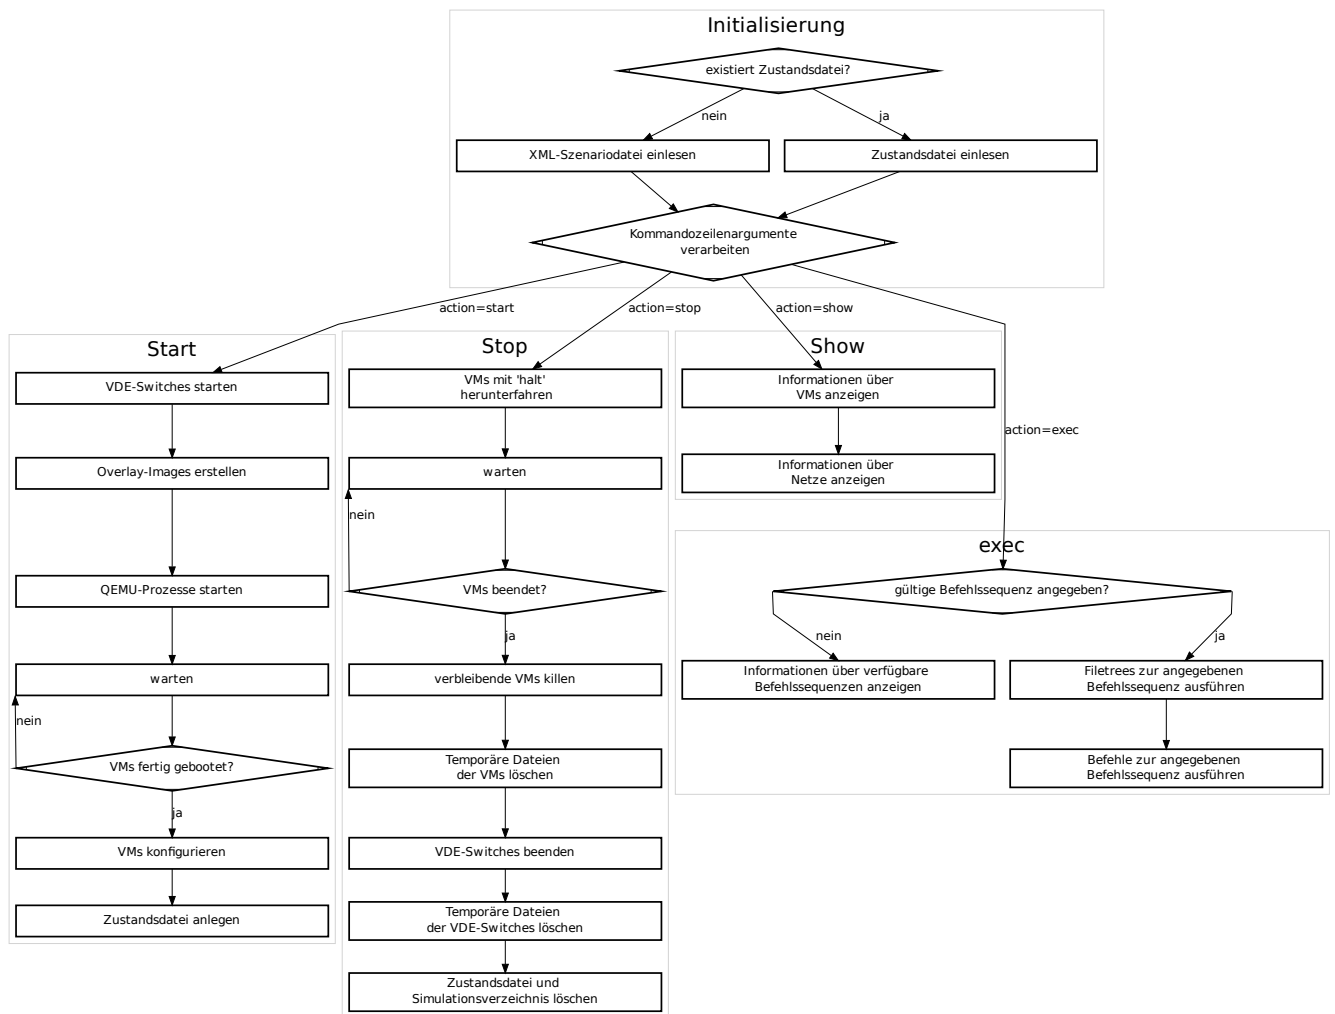 Initialisierung
existiert Zustandsdatei?
nein
ja
XML-Szenariodatei einlesen
Zustandsdatei einlesen
Kommandozeilenargumente
verarbeiten
action=start
action=stop
action=show
action=exec
Start
VDE-Switches starten
Overlay-Images erstellen
QEMU-Prozesse starten
warten
nein
VMs fertig gebootet?
ja
VMs konfigurieren
Zustandsdatei anlegen
Stop
VMs mit 'halt'
herunterfahren
warten
nein
VMs beendet?
ja
verbleibende VMs killen
Temporäre Dateien
der VMs löschen
VDE-Switches beenden
Temporäre Dateien
der VDE-Switches löschen
Zustandsdatei und
Simulationsverzeichnis löschen
Show
Informationen über
VMs anzeigen
Informationen über
Netze anzeigen
exec
gültige Befehlssequenz angegeben?
nein
ja
Informationen über verfügbare
Befehlssequenzen anzeigen
Filetrees zur angegebenen
Befehlssequenz ausführen
Befehle zur angegebenen
Befehlssequenz ausführen